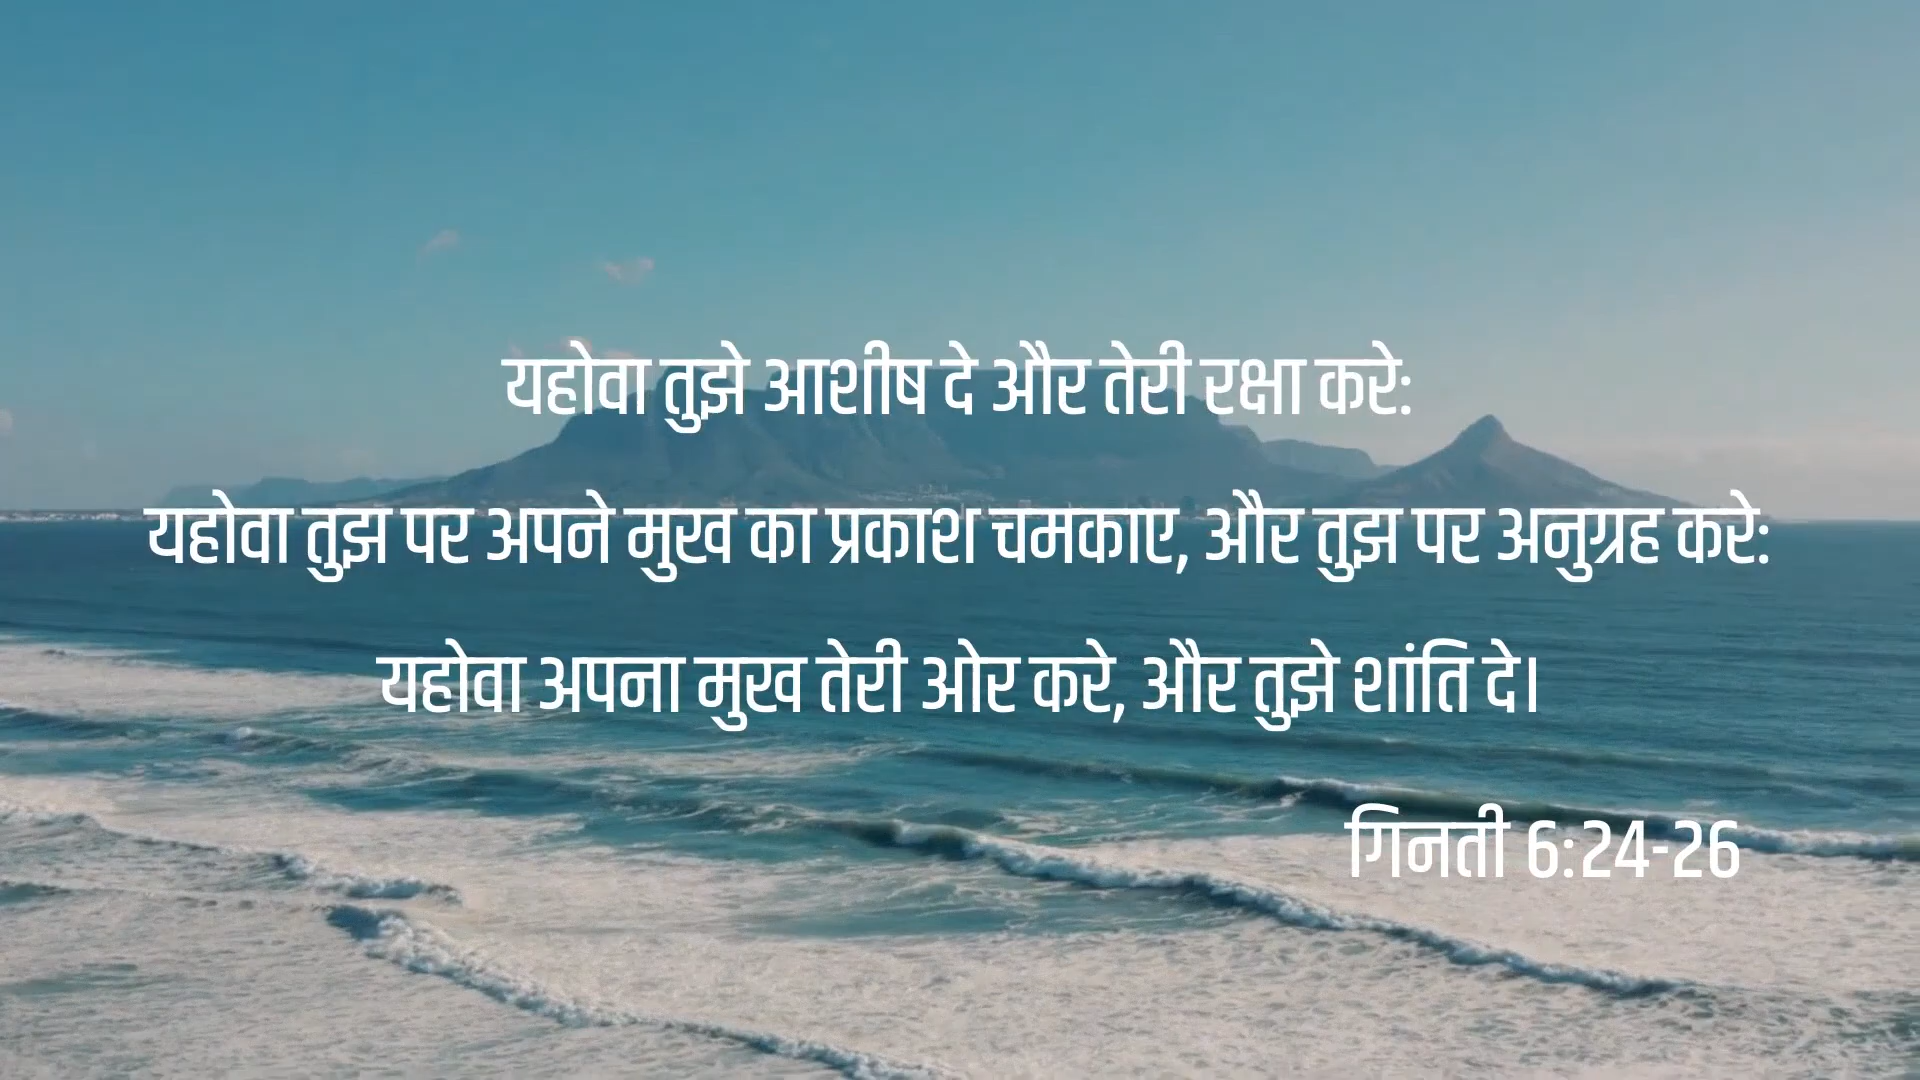 यहोवा तुझे आशीष दे और तेरी रक्षा करे:
यहोवा तुझ पर अपने मुख का प्रकाश चमकाए, और तुझ पर अनुग्रह करे:
यहोवा अपना मुख तेरी ओर करे, और तुझे शांति दे।
गिनती 6:24-26